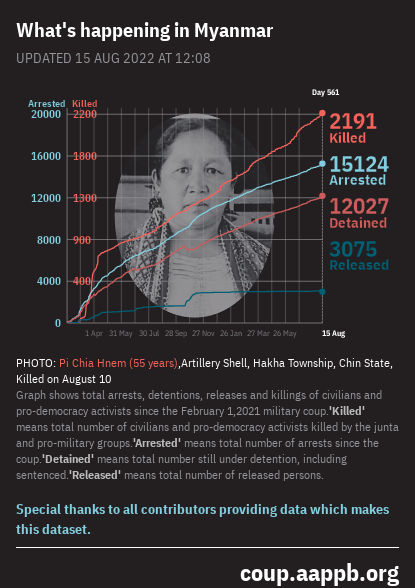 What's happening in Myanmar
UPDATED 15 AUG 2022 AT 12:08
Day 561
Arrested Killed
20000 2200
2191
Killed
16000 1800
15124
Arrested
12000 1300
12027
Detained
8000 900
3075
Released
4000 400
0
1 Apr 31 May 30 Jul 28 Sep 27 Nov 26 Jan 27 Mar 26 May 15 Aug
PHOTO: Pi Chia Hnem (55 years),Artillery Shell, Hakha Township, Chin State,
Killed on August 10
Graph shows total arrests, detentions, releases and killings of civilians and
pro-democracy activists since the February 1,2021 military coup.'Killed'
means total number of civilians and pro-democracy activists killed by the junta
and pro-military groups.'Arrested' means total number of arrests since the
coup.'Detained' means total number still under detention, including
sentenced.'Released' means total number of released persons.
Special thanks to all contributors providing data which makes
this dataset.
coup.aappb.org